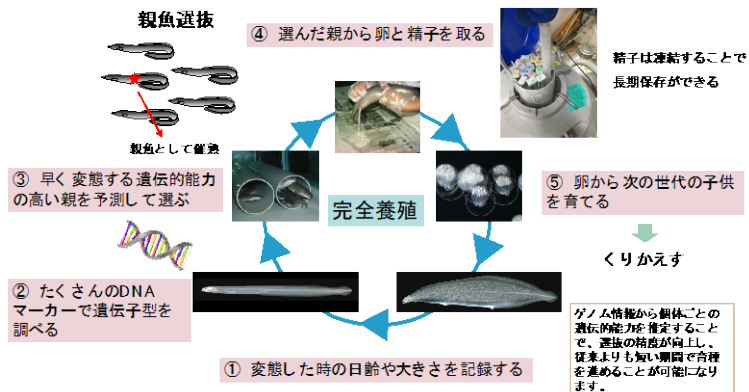 親魚選抜
④ 選んだ親から卵と精子を取る
精子は凍結することで
長期保存ができる
親魚として催熟
③ 早く変態する遺伝的能力
の高い親を予測して選ぶ
完全養殖
⑤ 卵から次の世代の子供
を育てる
くりかえす
② たくさんのDNA
マーカーで遺伝子型を
調べる
① 変態した時の日齢や大きさを記録する
ゲノム情報から個体ごとの
遺伝的能力を推定すること
で、選抜の精度が向上し、
従来よりも短い期間で育種
を進めることが可能になり
ます。